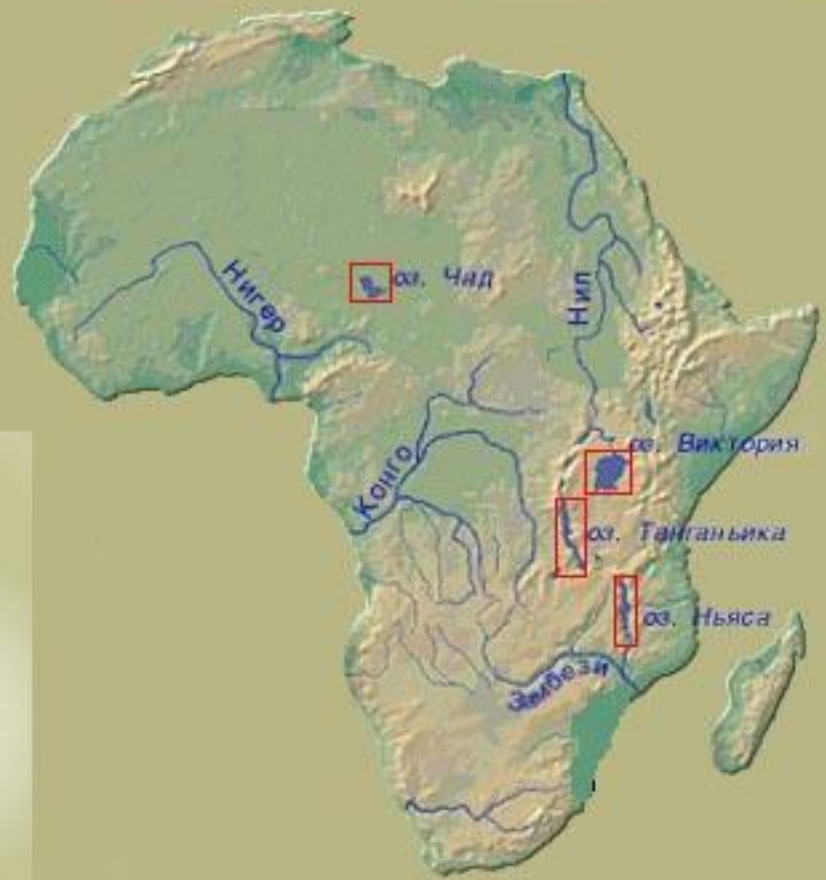 Нигер
оз. Чад
Нил
оз. Виктория
Конго
оз. Танганьика
оз. Ньяса
Замбези